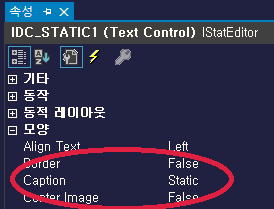 속성
IDC_STATIC1 (Text Control) IStatEditor
기타
동작
동적 레이아웃
모양
Align Text Left
Border False
Caption Static
Center Image False